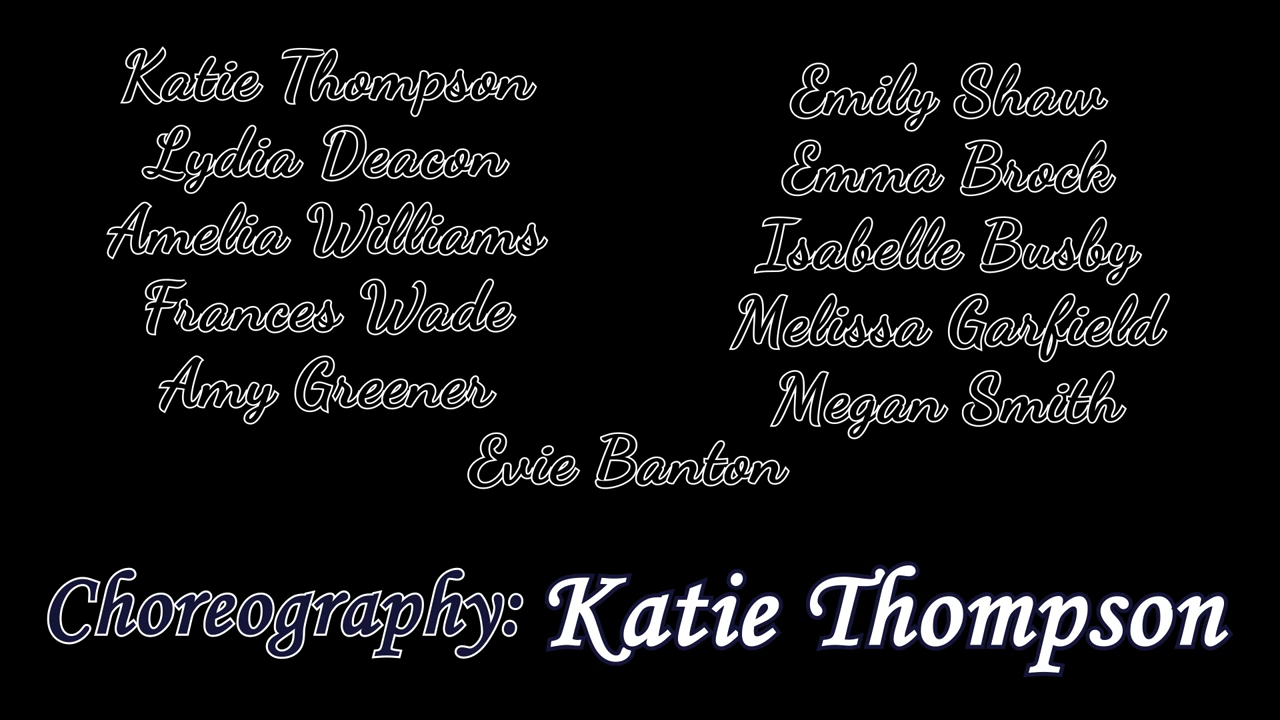 Katie Thompson
Lydia Deacon
Amelia Williams
Frances Wade
Amy Greener
Emily Shaw
Emma Brock
Isabelle Busby
Melissa Garfield
Megan Smith
Evie Banton
Choreography: Katie Thompson